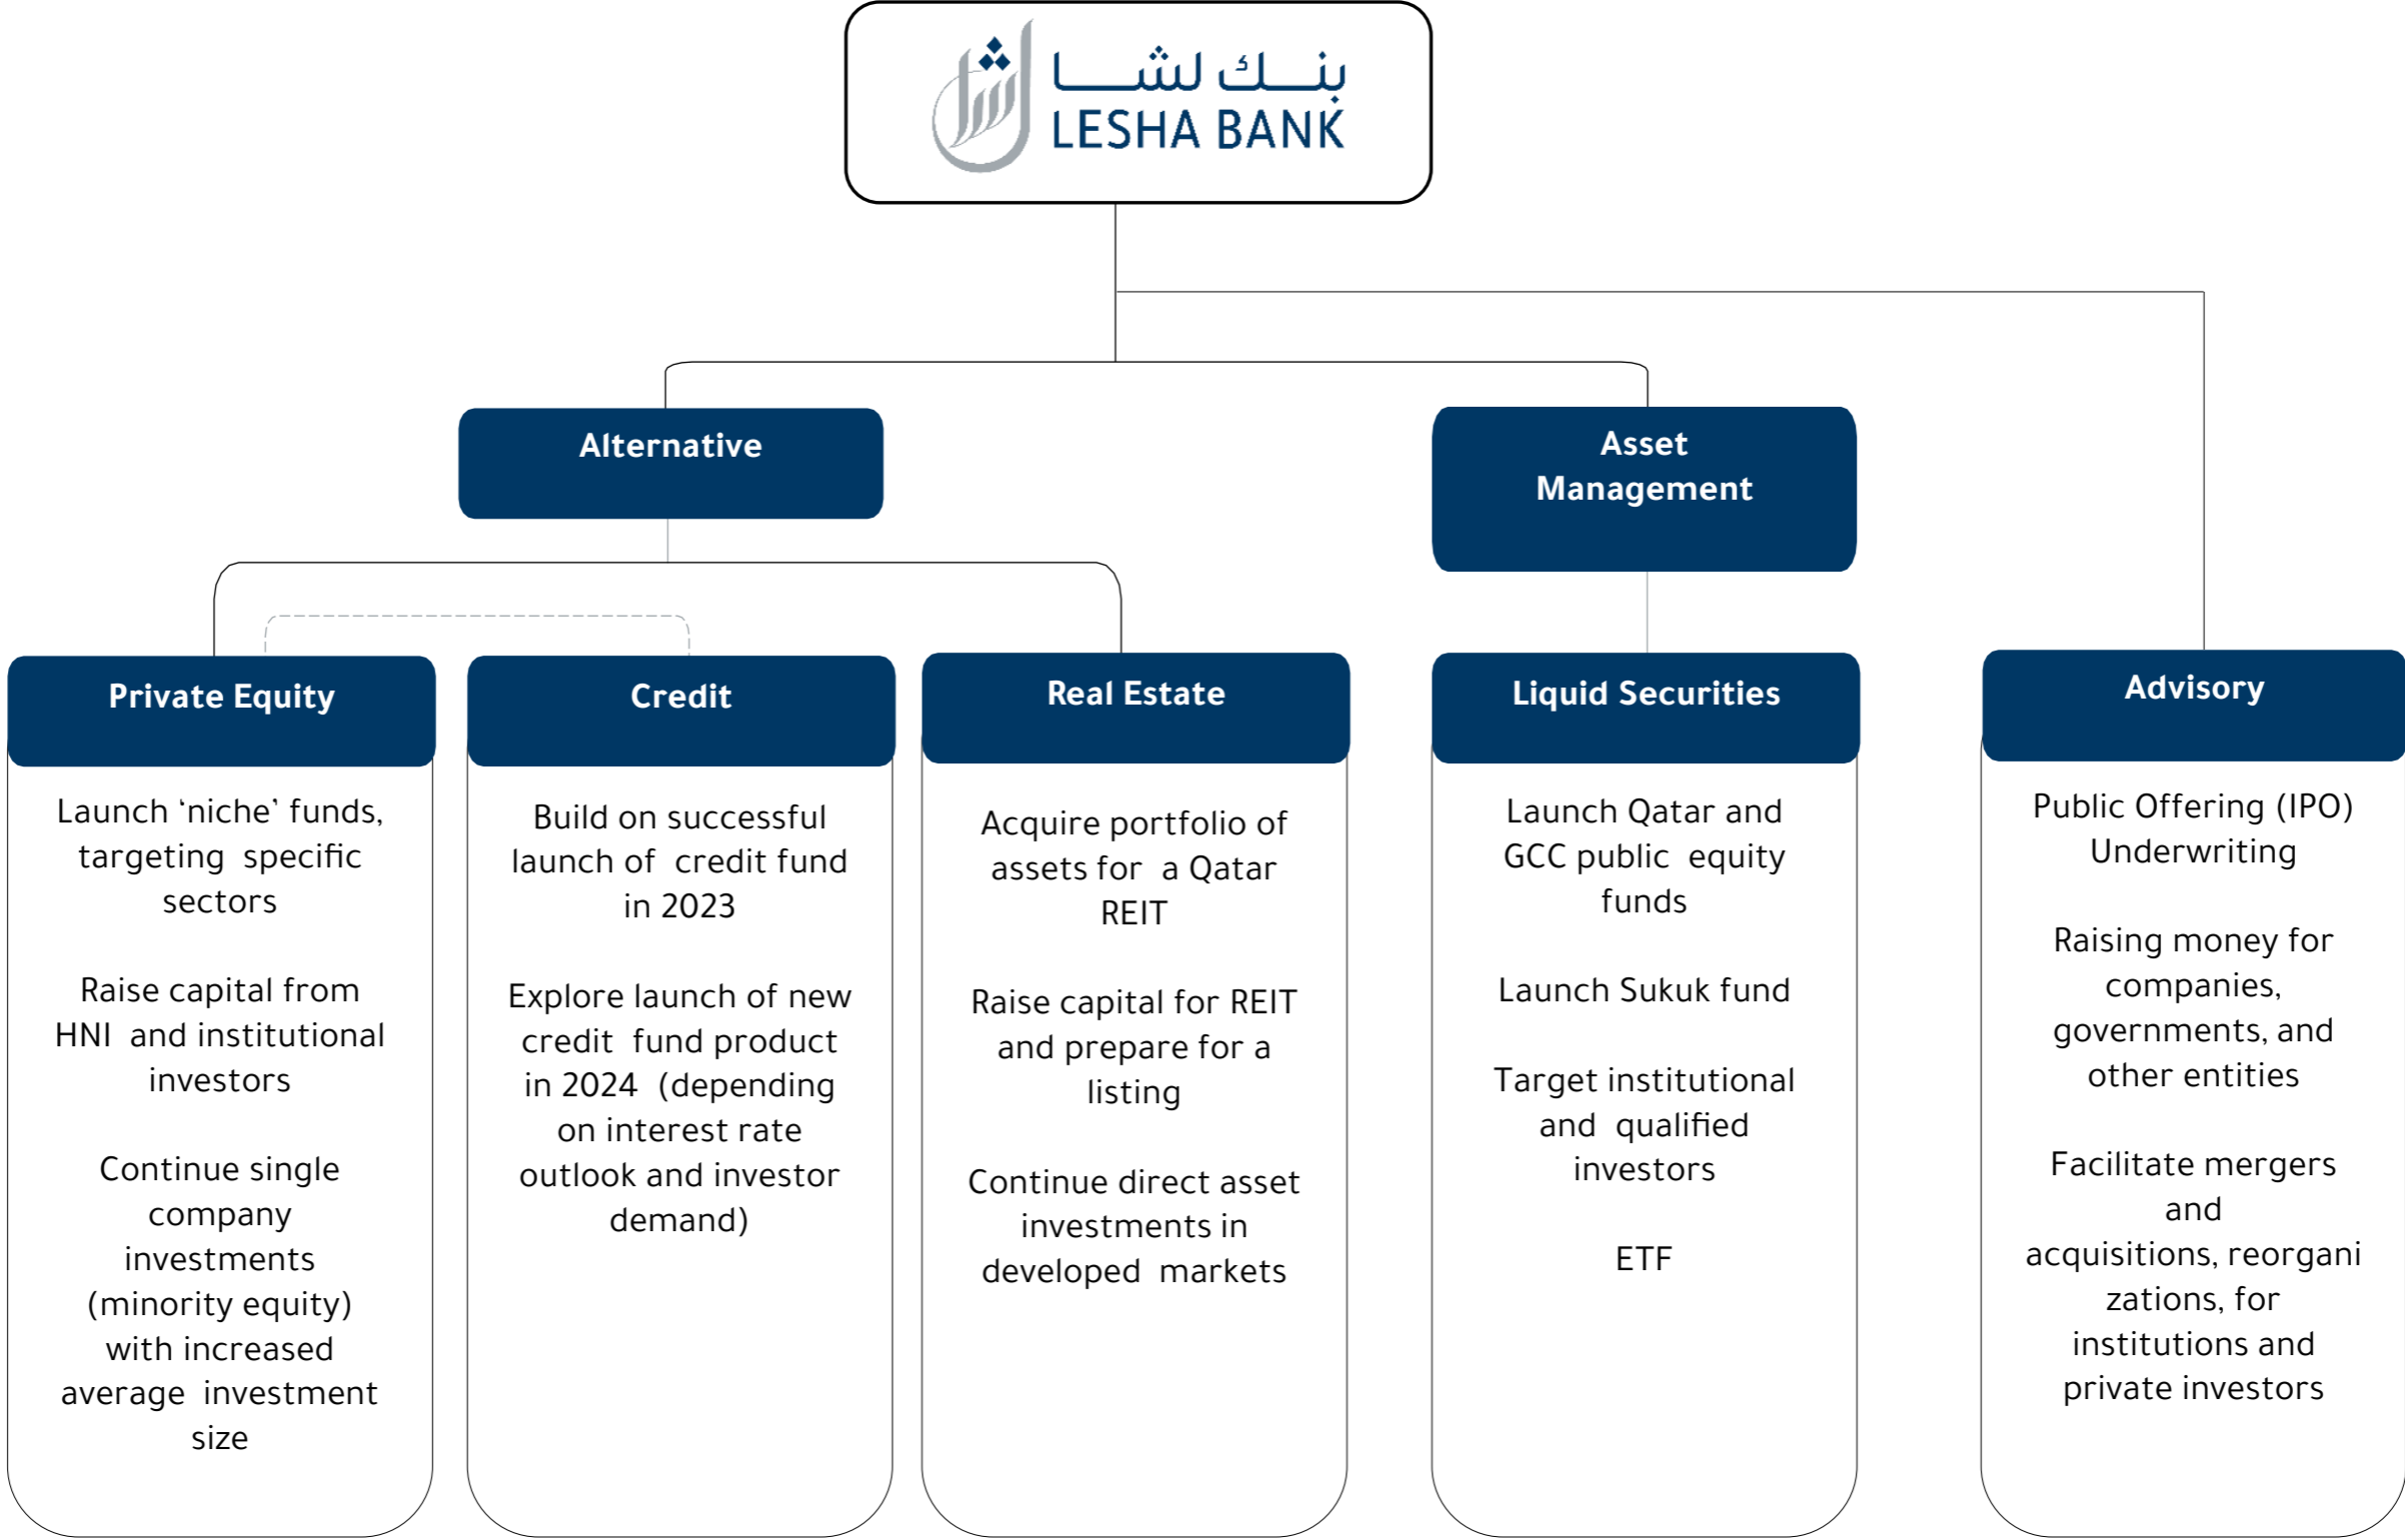 بنك لشا
LESHA BANK
Alternative
Asset
Management
Private Equity
Launch ‘niche’ funds,
targeting specific
sectors
Raise capital from
HNI and institutional
investors
Continue single
company
investments
(minority equity)
with increased
average investment
size
Credit
Build on successful
launch of credit fund
in 2023
Explore launch of new
credit fund product
in 2024 (depending
on interest rate
outlook and investor
demand)
Real Estate
Acquire portfolio of
assets for a Qatar
REIT
Raise capital for REIT
and prepare for a
listing
Continue direct asset
investments in
developed markets
Liquid Securities
Launch Qatar and
GCC public equity
funds
Launch Sukuk fund
Target institutional
and qualified
investors
ETF
Advisory
Public Offering (IPO)
Underwriting
Raising money for
companies,
governments, and
other entities
Facilitate mergers
and
acquisitions, reorgani
zations, for
institutions and
private investors